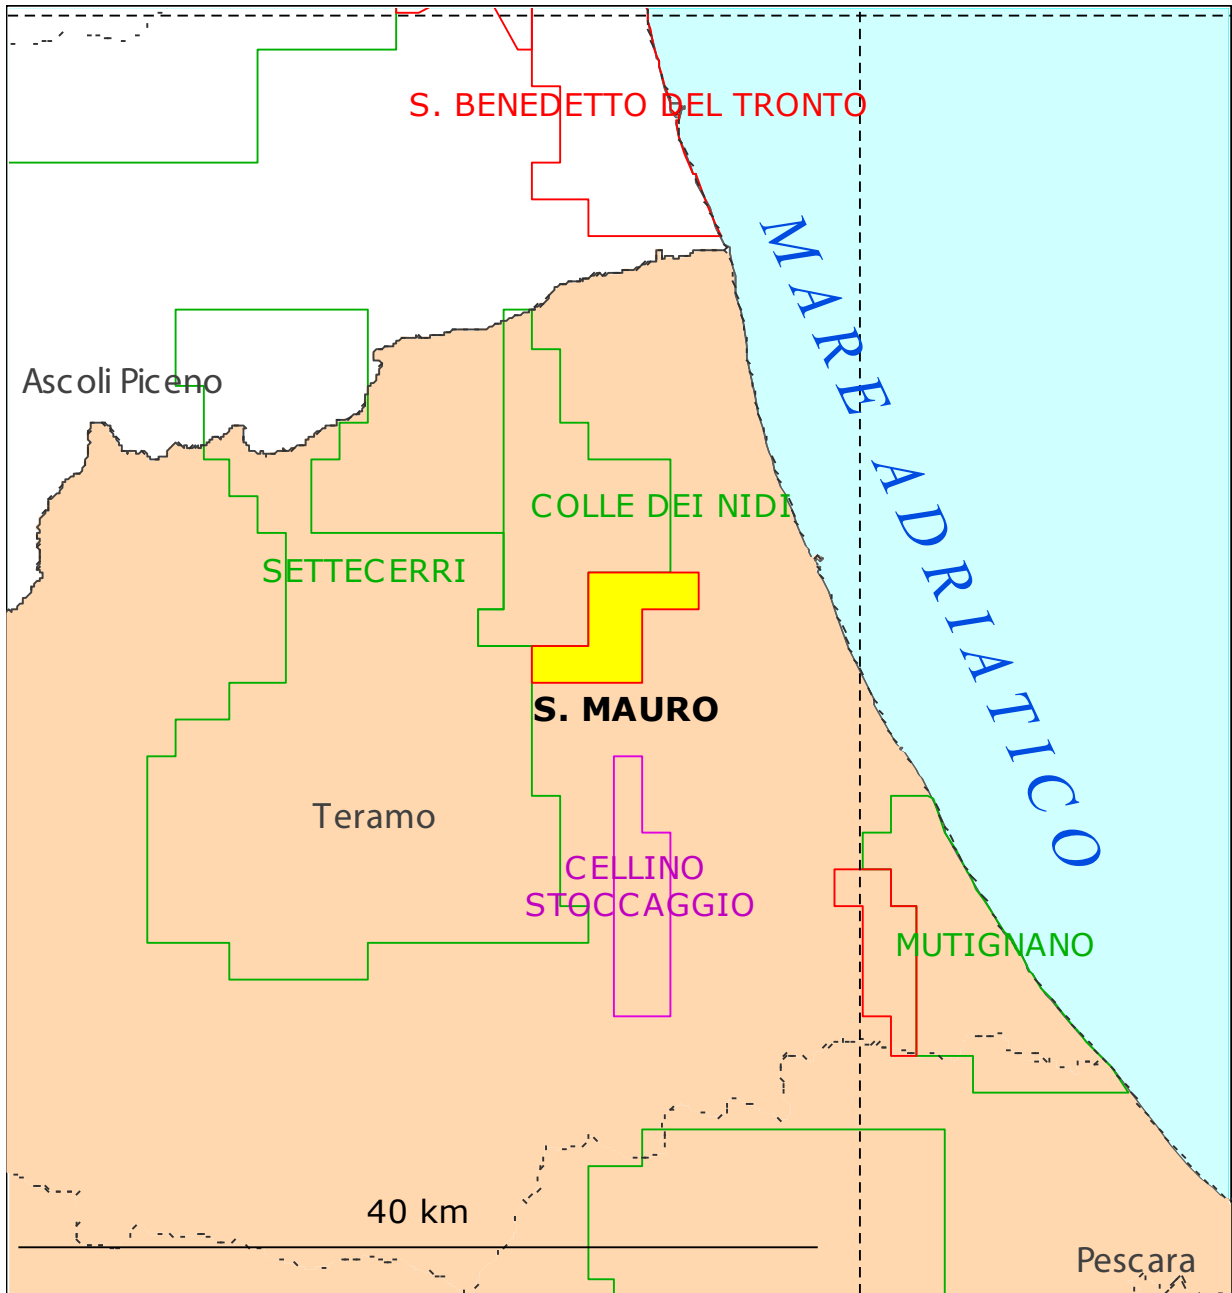 S. BENEDETTO DEL TRONTO
MARE ADRIATICO
Ascoli Piceno
COLLE DEI NIDI
SETTECERRI
S. MAURO
Teramo
CELLINO
STOCCAGGIO
MUTIGNANO
40 km
Pescara